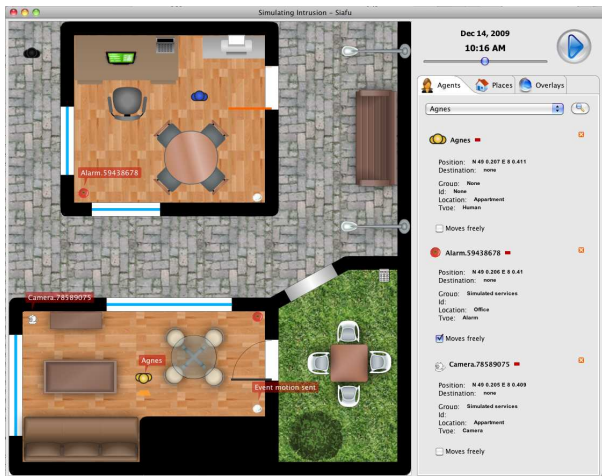 Simulating Intrusion – Siafu
Dec 14, 2009
10:16 AM
Agents
Places
Overlays
Agnes
Agnes
Position: N 49 0.207 E 8 0.411
Destination: none
Group: None
Id: None
Location: Appartment
Type: Human
Moves freely
Alarm.59438678
Position: N 49 0.206 E 8 0.41
Destination: none
Group: Simulated services
Id:
Location: Office
Type: Alarm
Moves freely
Camera.78589075
Position: N 49 0.205 E 8 0.409
Destination: none
Group: Simulated services
Id:
Location: Appartment
Type: Camera
Moves freely
Alarm.59438678
Camera.78589075
Agnes
Event motion sent